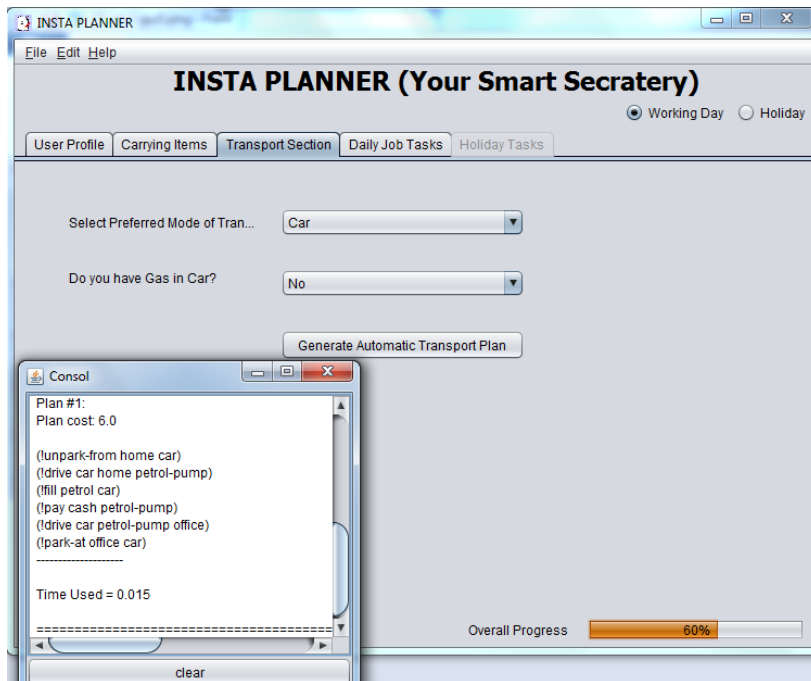 INSTA PLANNER
File Edit Help
INSTA PLANNER (Your Smart Secratery)
Working Day Holiday
User Profile Carrying Items Transport Section Daily Job Tasks Holiday Tasks
Select Preferred Mode of Tran... Car
Do you have Gas in Car? No
Generate Automatic Transport Plan
Consol
Plan #1:
Plan cost: 6.0
(!unpark-from home car)
(!drive car home petrol-pump)
(!fill petrol car)
(!pay cash petrol-pump)
(!drive car petrol-pump office)
(!park-at office car)
--------------------
Time Used = 0.015
=======================================
Overall Progress 60%
clear